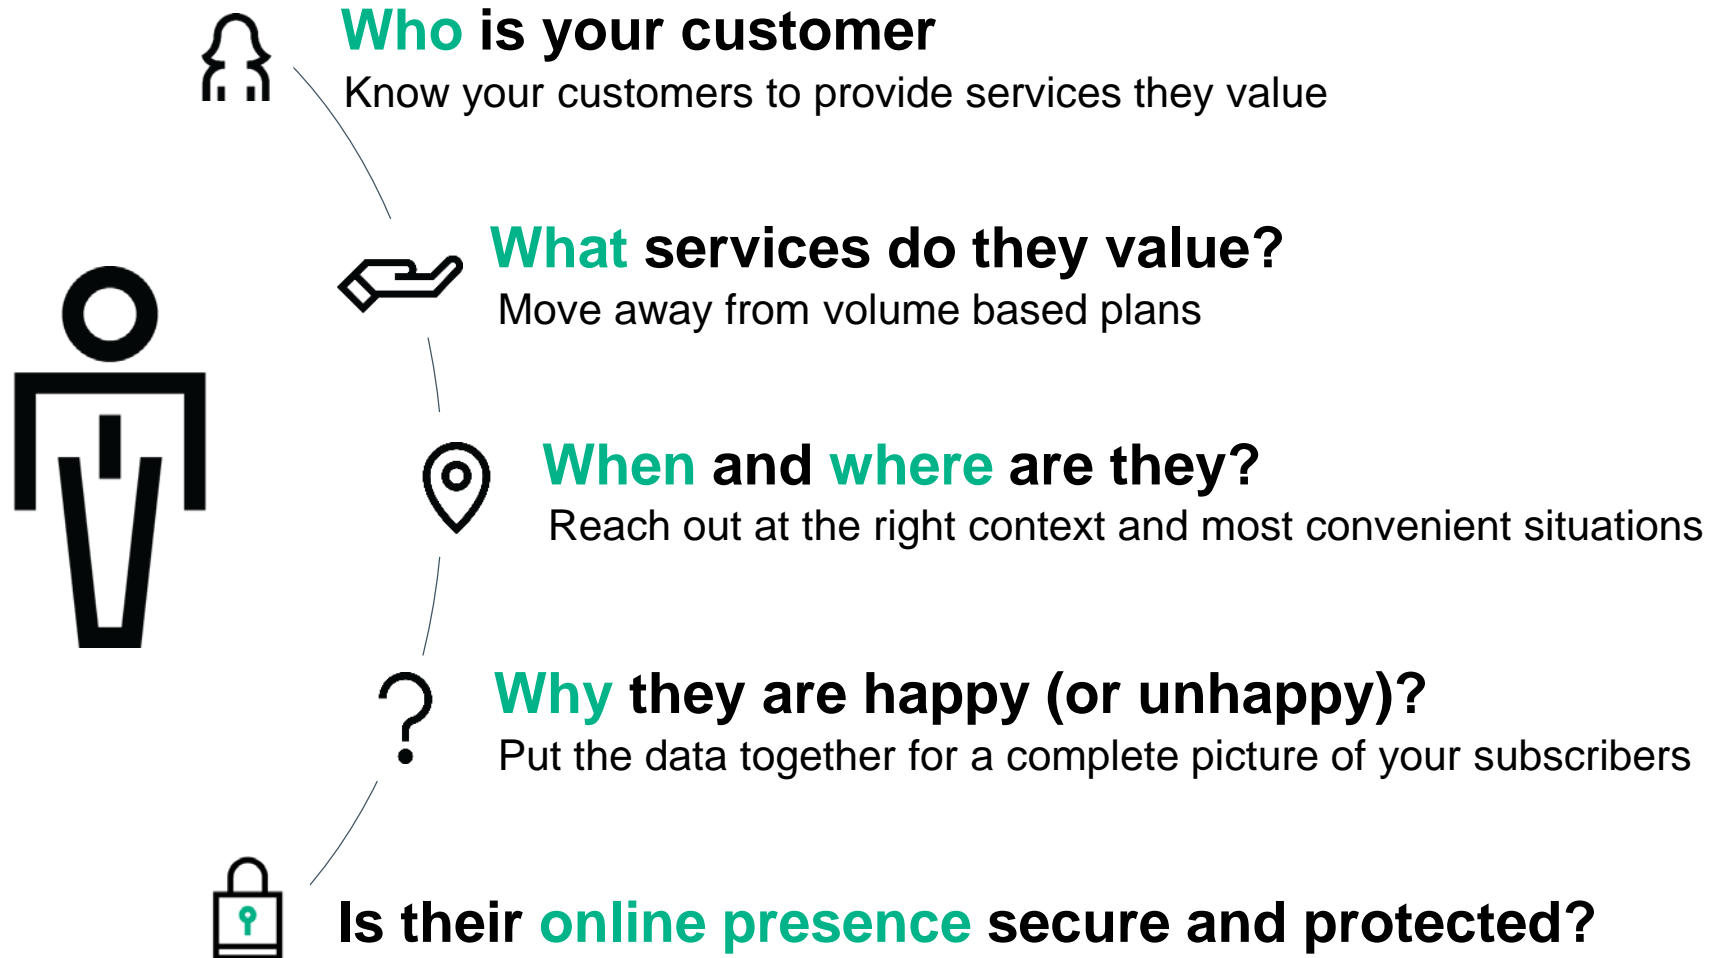 Who is your customer
Know your customers to provide services they value
What services do they value?
Move away from volume based plans
When and where are they?
Reach out at the right context and most convenient situations
Why they are happy (or unhappy)?
Put the data together for a complete picture of your subscribers
Is their online presence secure and protected?